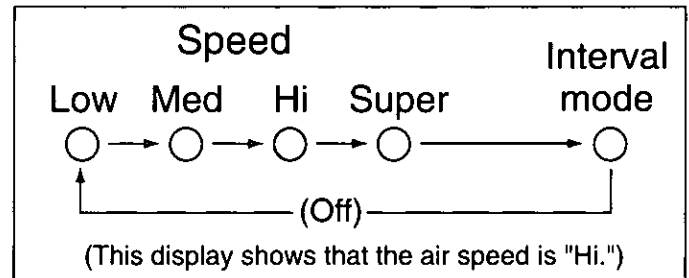 Speed
Interval
Low Med Hi Super mode
(Off)
(This display shows that the air speed is "Hi.")